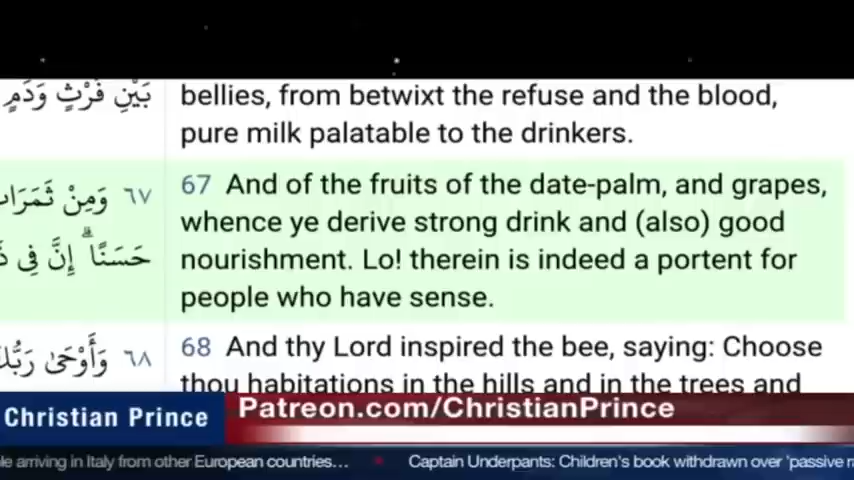 بَيْنِ فَرْثٍ وَدَمٍ
bellies, from betwixt the refuse and the blood,
pure milk palatable to the drinkers.
٦٧ وَمِنْ
67 And of the fruits of the date-palm, and grapes,
whence ye derive strong drink and (also) good
حَسَنًا ۗ إِنَّ فِي
nourishment. Lo! therein is indeed a portent for
people who have sense.
٦٨ وَأَوْحَىٰ رَبُّكَ
68 And thy Lord inspired the bee, saying: Choose
thou habitations in the hills and in the trees and
Christian Prince
Patreon.com/ChristianPrince
arriving in Italy from other European countries... Captain Underpants: Children's book withdrawn over 'passive